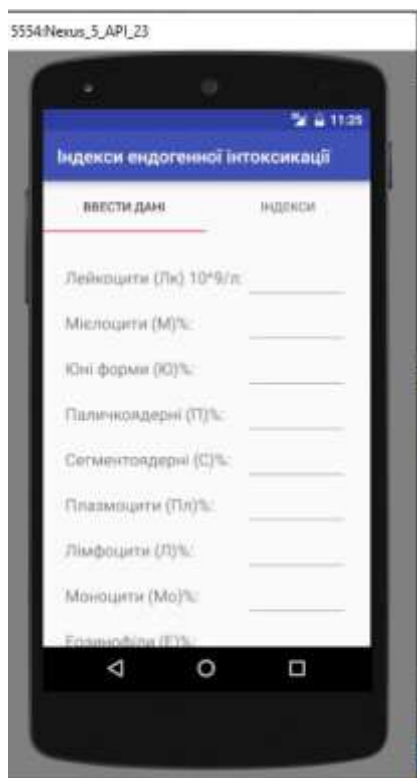 5554:Nexus_5_API_23
11:25
Індекси ендогенної інтоксикації
ВВЕСТИ ДАНІ ІНДЕКСИ
Лейкоцити (Лк) 10^9/л:
Мієлоцити (М)%:
Юні форми (Ю)%:
Паличкоядерні (П)%:
Сегментоядерні (С)%:
Плазмоцити (Пл)%:
Лімфоцити (Л)%:
Моноцити (Мо)%:
Еозинофіли (Е)%: